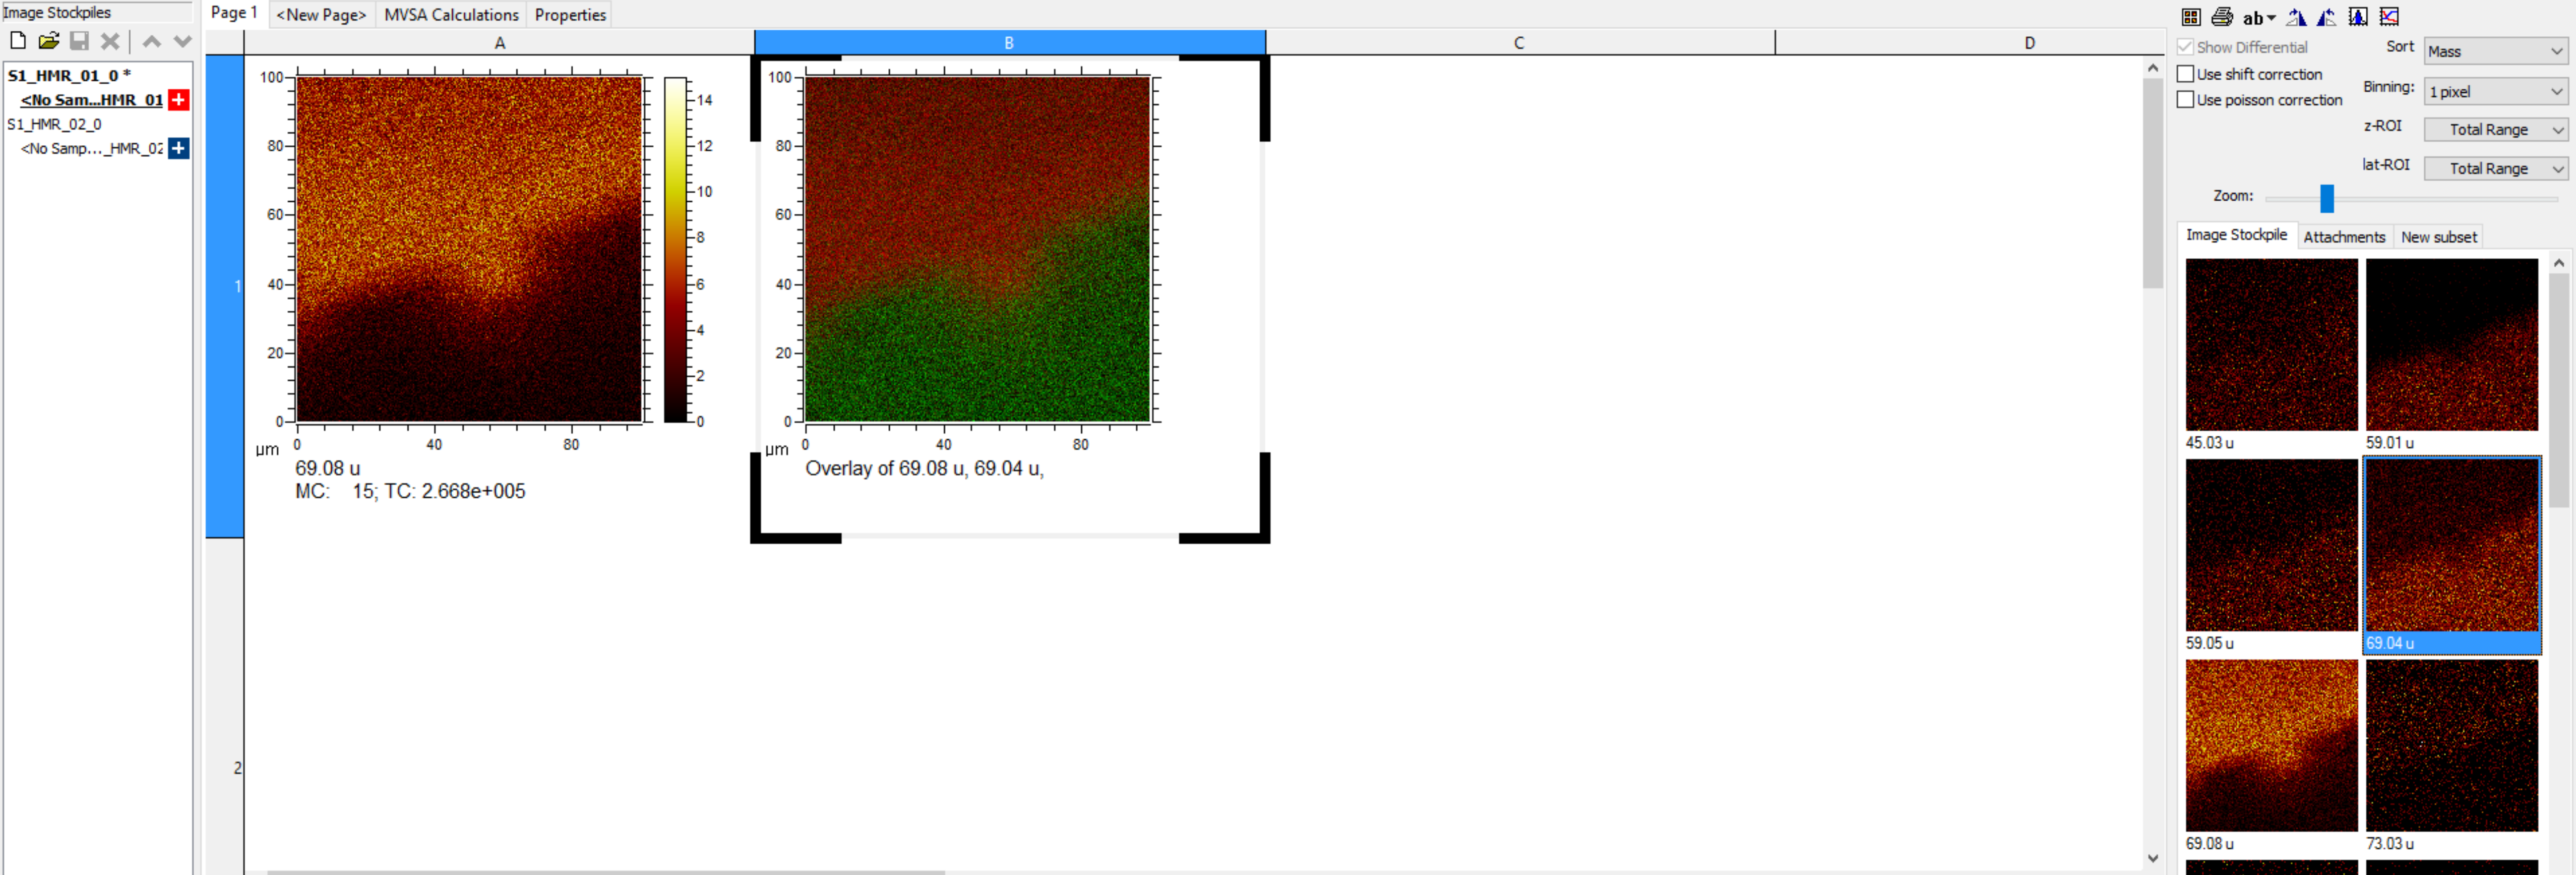 Image Stockpiles
S1_HMR_01_0 *
<No Sam...HMR_01
S1_HMR_02_0
<No Samp..._HMR_02
Page 1 <New Page> MVSA Calculations Properties
A B C D
1
2
100
80
60
40
20
0
µm 0 40 80
14
12
10
8
6
4
2
0
69.08 u
MC: 15; TC: 2.668e+005
100
80
60
40
20
0
µm 0 40 80
Overlay of 69.08 u, 69.04 u,
ab
Show Differential
Use shift correction
Use poisson correction
Sort Mass
Binning: 1 pixel
z-ROI Total Range
lat-ROI Total Range
Zoom:
Image Stockpile Attachments New subset
45.03 u 59.01 u
59.05 u 69.04 u
69.08 u 73.03 u